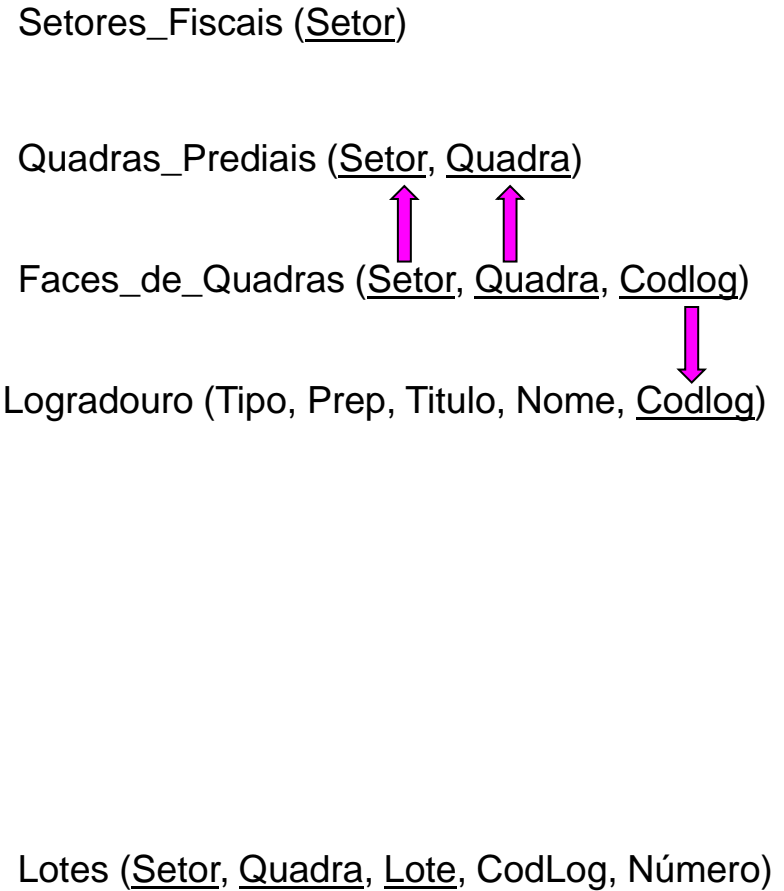 Setores_Fiscais (Setor)
Quadras_Prediais (Setor, Quadra)
Faces_de_Quadras (Setor, Quadra, Codlog)
Logradouro (Tipo, Prep, Titulo, Nome, Codlog)
Lotes (Setor, Quadra, Lote, CodLog, Número)